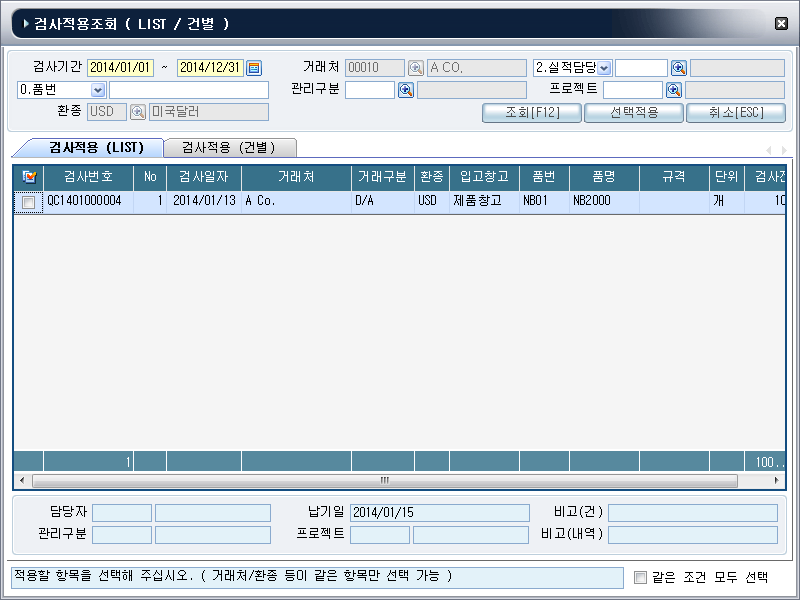 검사적용조회 ( LIST / 건별 )
검사기간 2014/01/01 ~ 2014/12/31 거래처 00010 A CO. 2.실적담당
0.품번 관리구분 프로젝트
환종 USD 미국달러 조회[F12] 선택적용 취소[ESC]
검사적용 (LIST) 검사적용 (건별)
검사번호 No 검사일자 거래처 거래구분 환종 입고창고 품번 품명 규격 단위
QC1401000004 1 2014/01/13 A Co. D/A USD 제품창고 NB01 NB2000 개 10
1 100..
담당자 납기일 2014/01/15 비고(건)
관리구분 프로젝트 비고(내역)
적용할 항목을 선택해 주십시오. ( 거래처/환종 등이 같은 항목만 선택 가능 ) 같은 조건 모두 선택